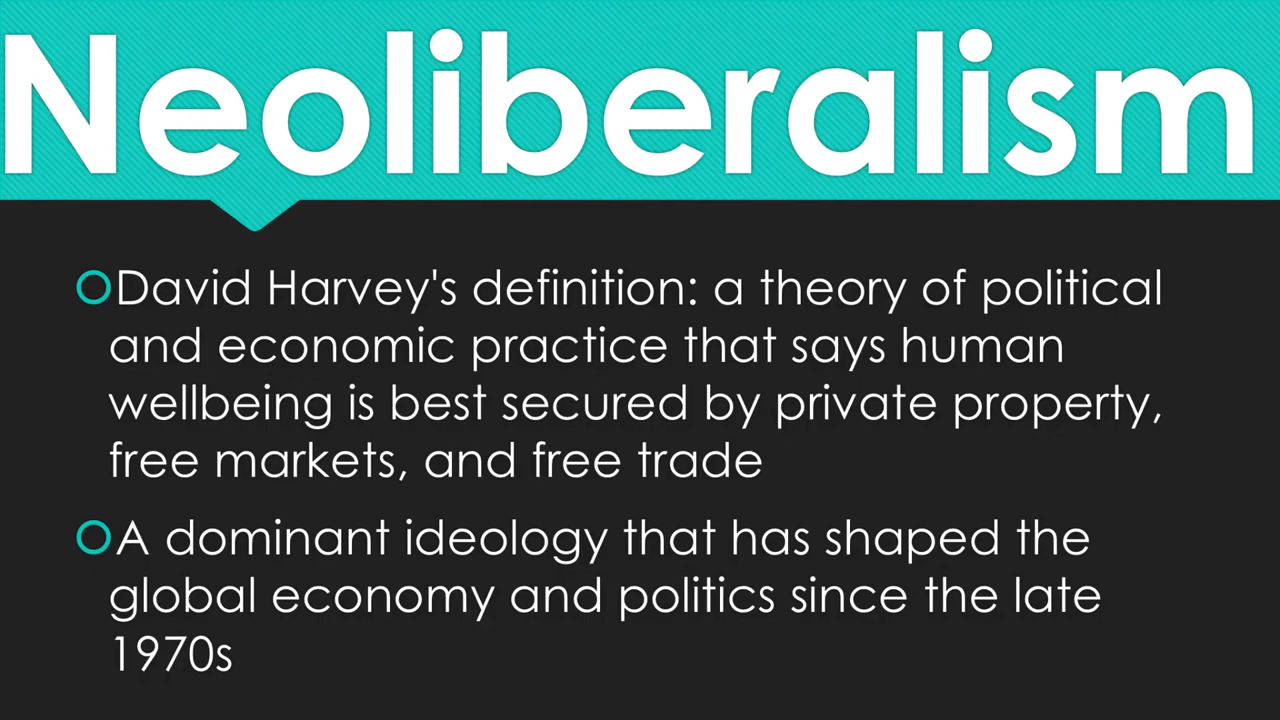 Neoliberalism
David Harvey's definition: a theory of political
and economic practice that says human
wellbeing is best secured by private property,
free markets, and free trade
A dominant ideology that has shaped the
global economy and politics since the late
1970s